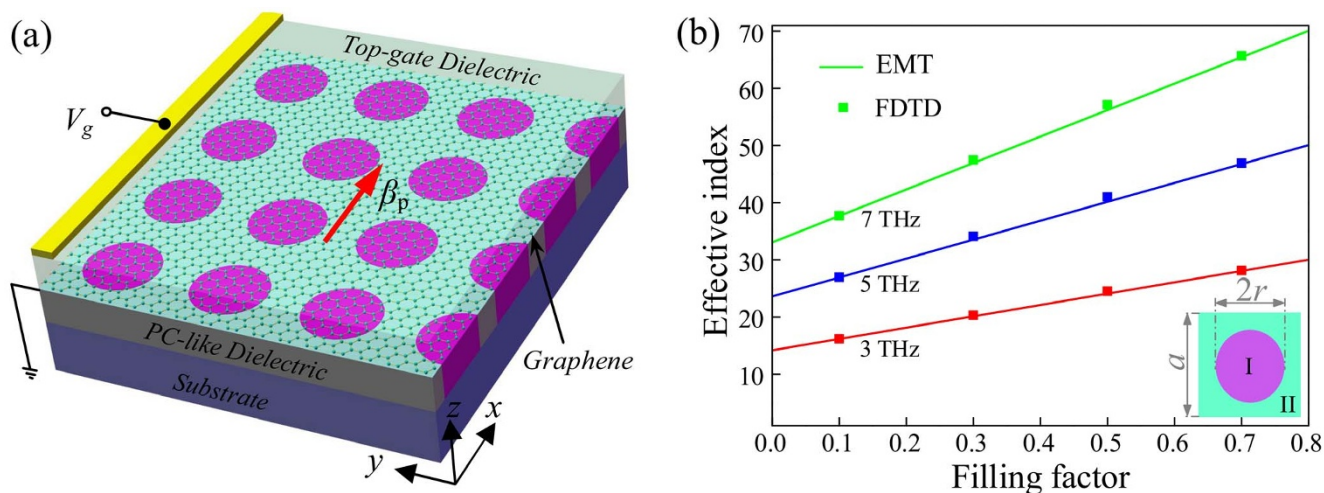 (a)
Top-gate Dielectric
Vg
βp
Graphene
PC-like Dielectric
Substrate
z
x
y
(b)
Effective index
70
60
50
40
30
20
10
EMT
FDTD
7 THz
5 THz
3 THz
2r
a
I
II
0.0 0.1 0.2 0.3 0.4 0.5 0.6 0.7 0.8
Filling factor